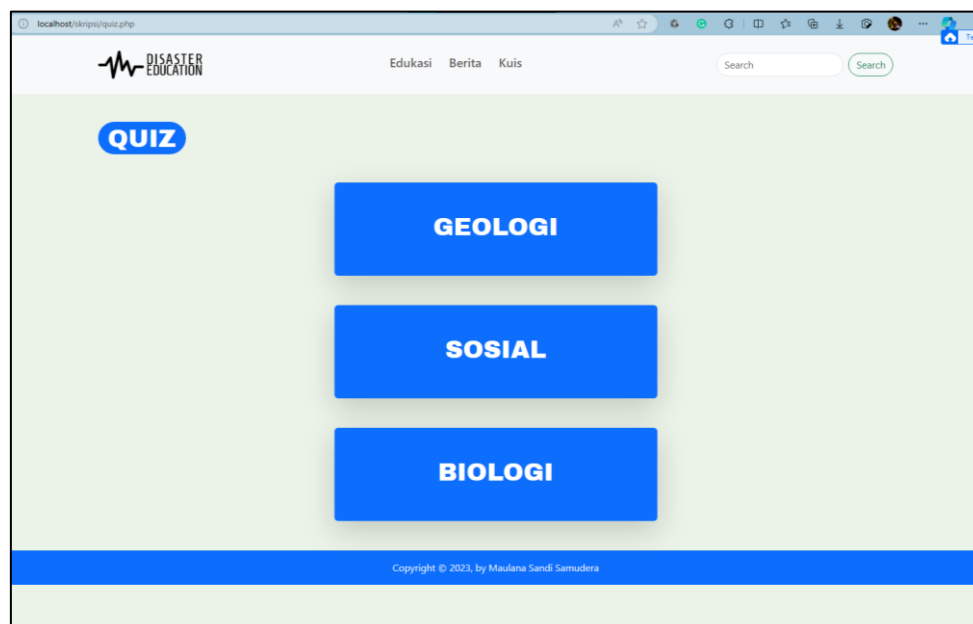 localhost/skripsi/quiz.php
DISASTER
EDUCATION
Edukasi Berita Kuis
Search
Search
QUIZ
GEOLOGI
SOSIAL
BIOLOGI
Copyright © 2023, by Maulana Sandi Samudera